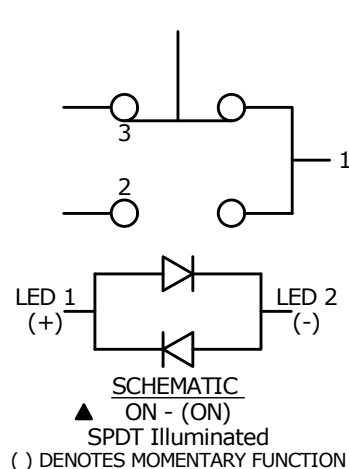 3
1
2
LED 1
(+)
LED 2
(-)
SCHEMATIC
ON - (ON)
SPDT Illuminated
( ) DENOTES MOMENTARY FUNCTION